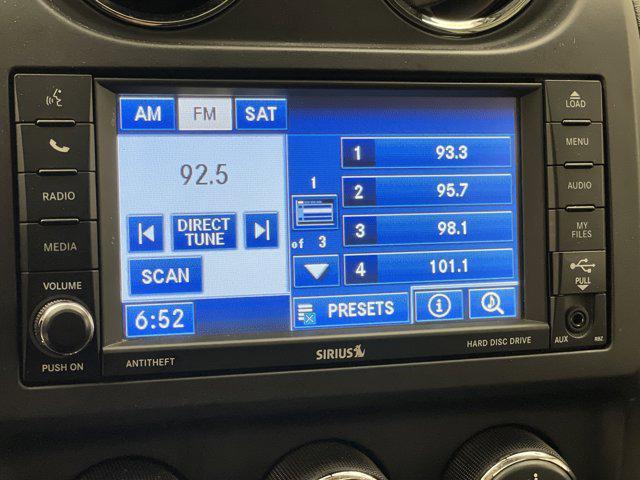 AM FM SAT
92.5
DIRECT
TUNE
SCAN
6:52
1
of 3
1 93.3
2 95.7
3 98.1
4 101.1
PRESETS
RADIO
MEDIA
VOLUME
PUSH ON
LOAD
MENU
AUDIO
MY
FILES
PULL
AUX RBZ
ANTITHEFT
SIRIUS
HARD DISC DRIVE